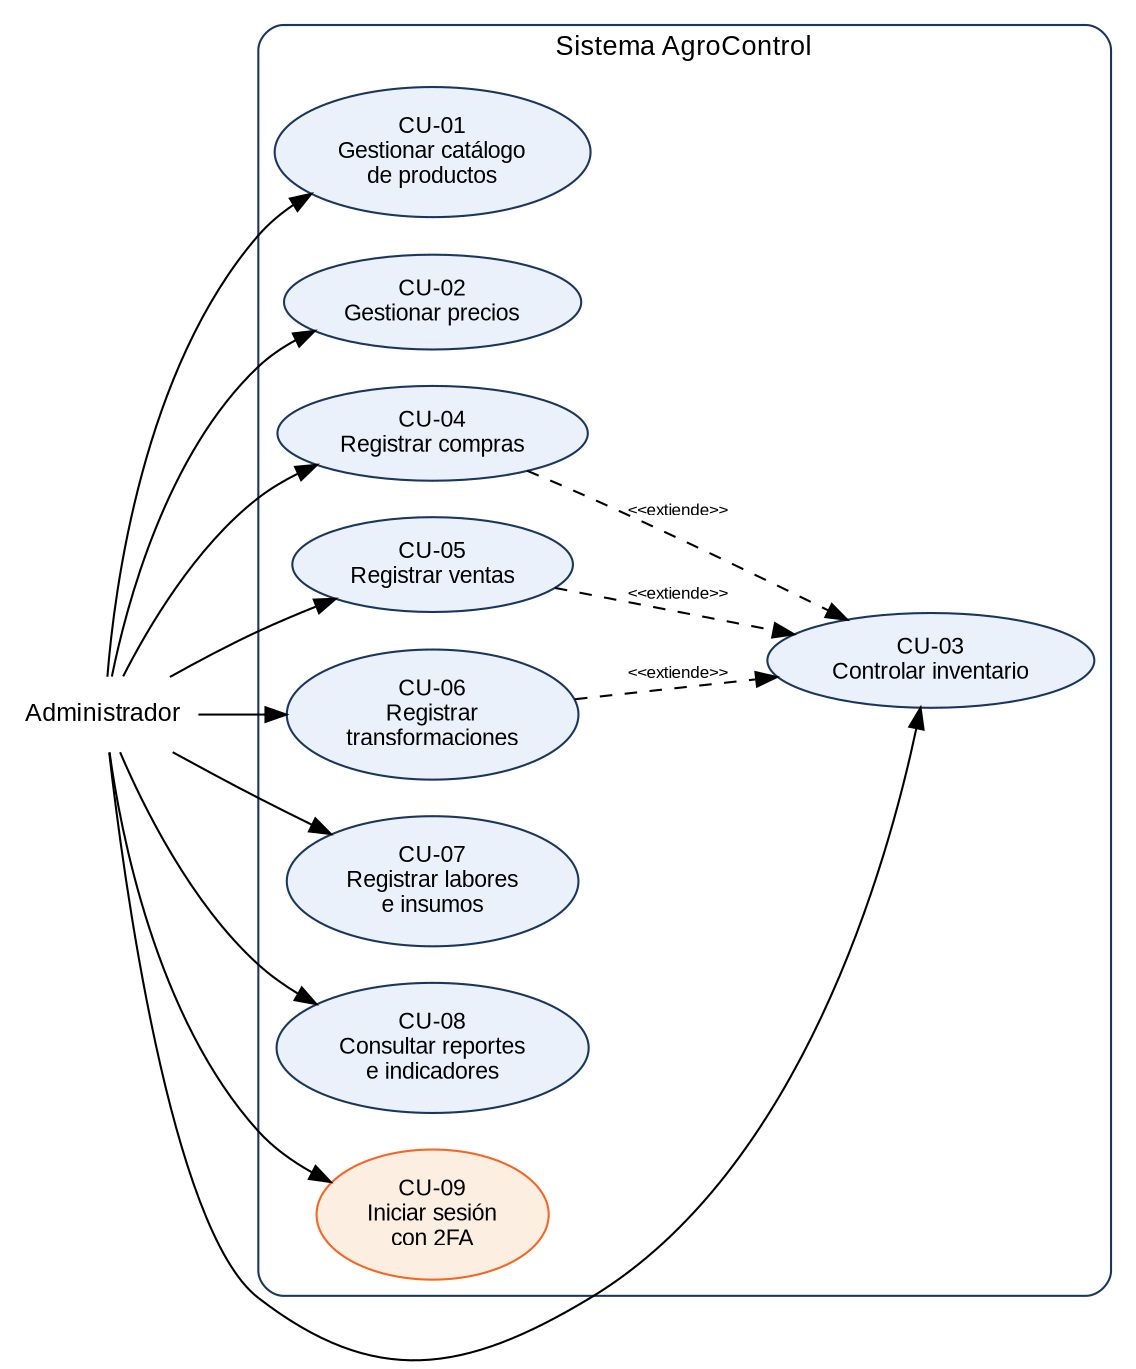 Sistema AgroControl
CU-01
Gestionar catálogo
de productos
CU-02
Gestionar precios
CU-04
Registrar compras
<<extiende>>
CU-05
Registrar ventas
<<extiende>>
CU-03
Controlar inventario
<<extiende>>
CU-06
Registrar
transformaciones
Administrador
CU-07
Registrar labores
e insumos
CU-08
Consultar reportes
e indicadores
CU-09
Iniciar sesión
con 2FA